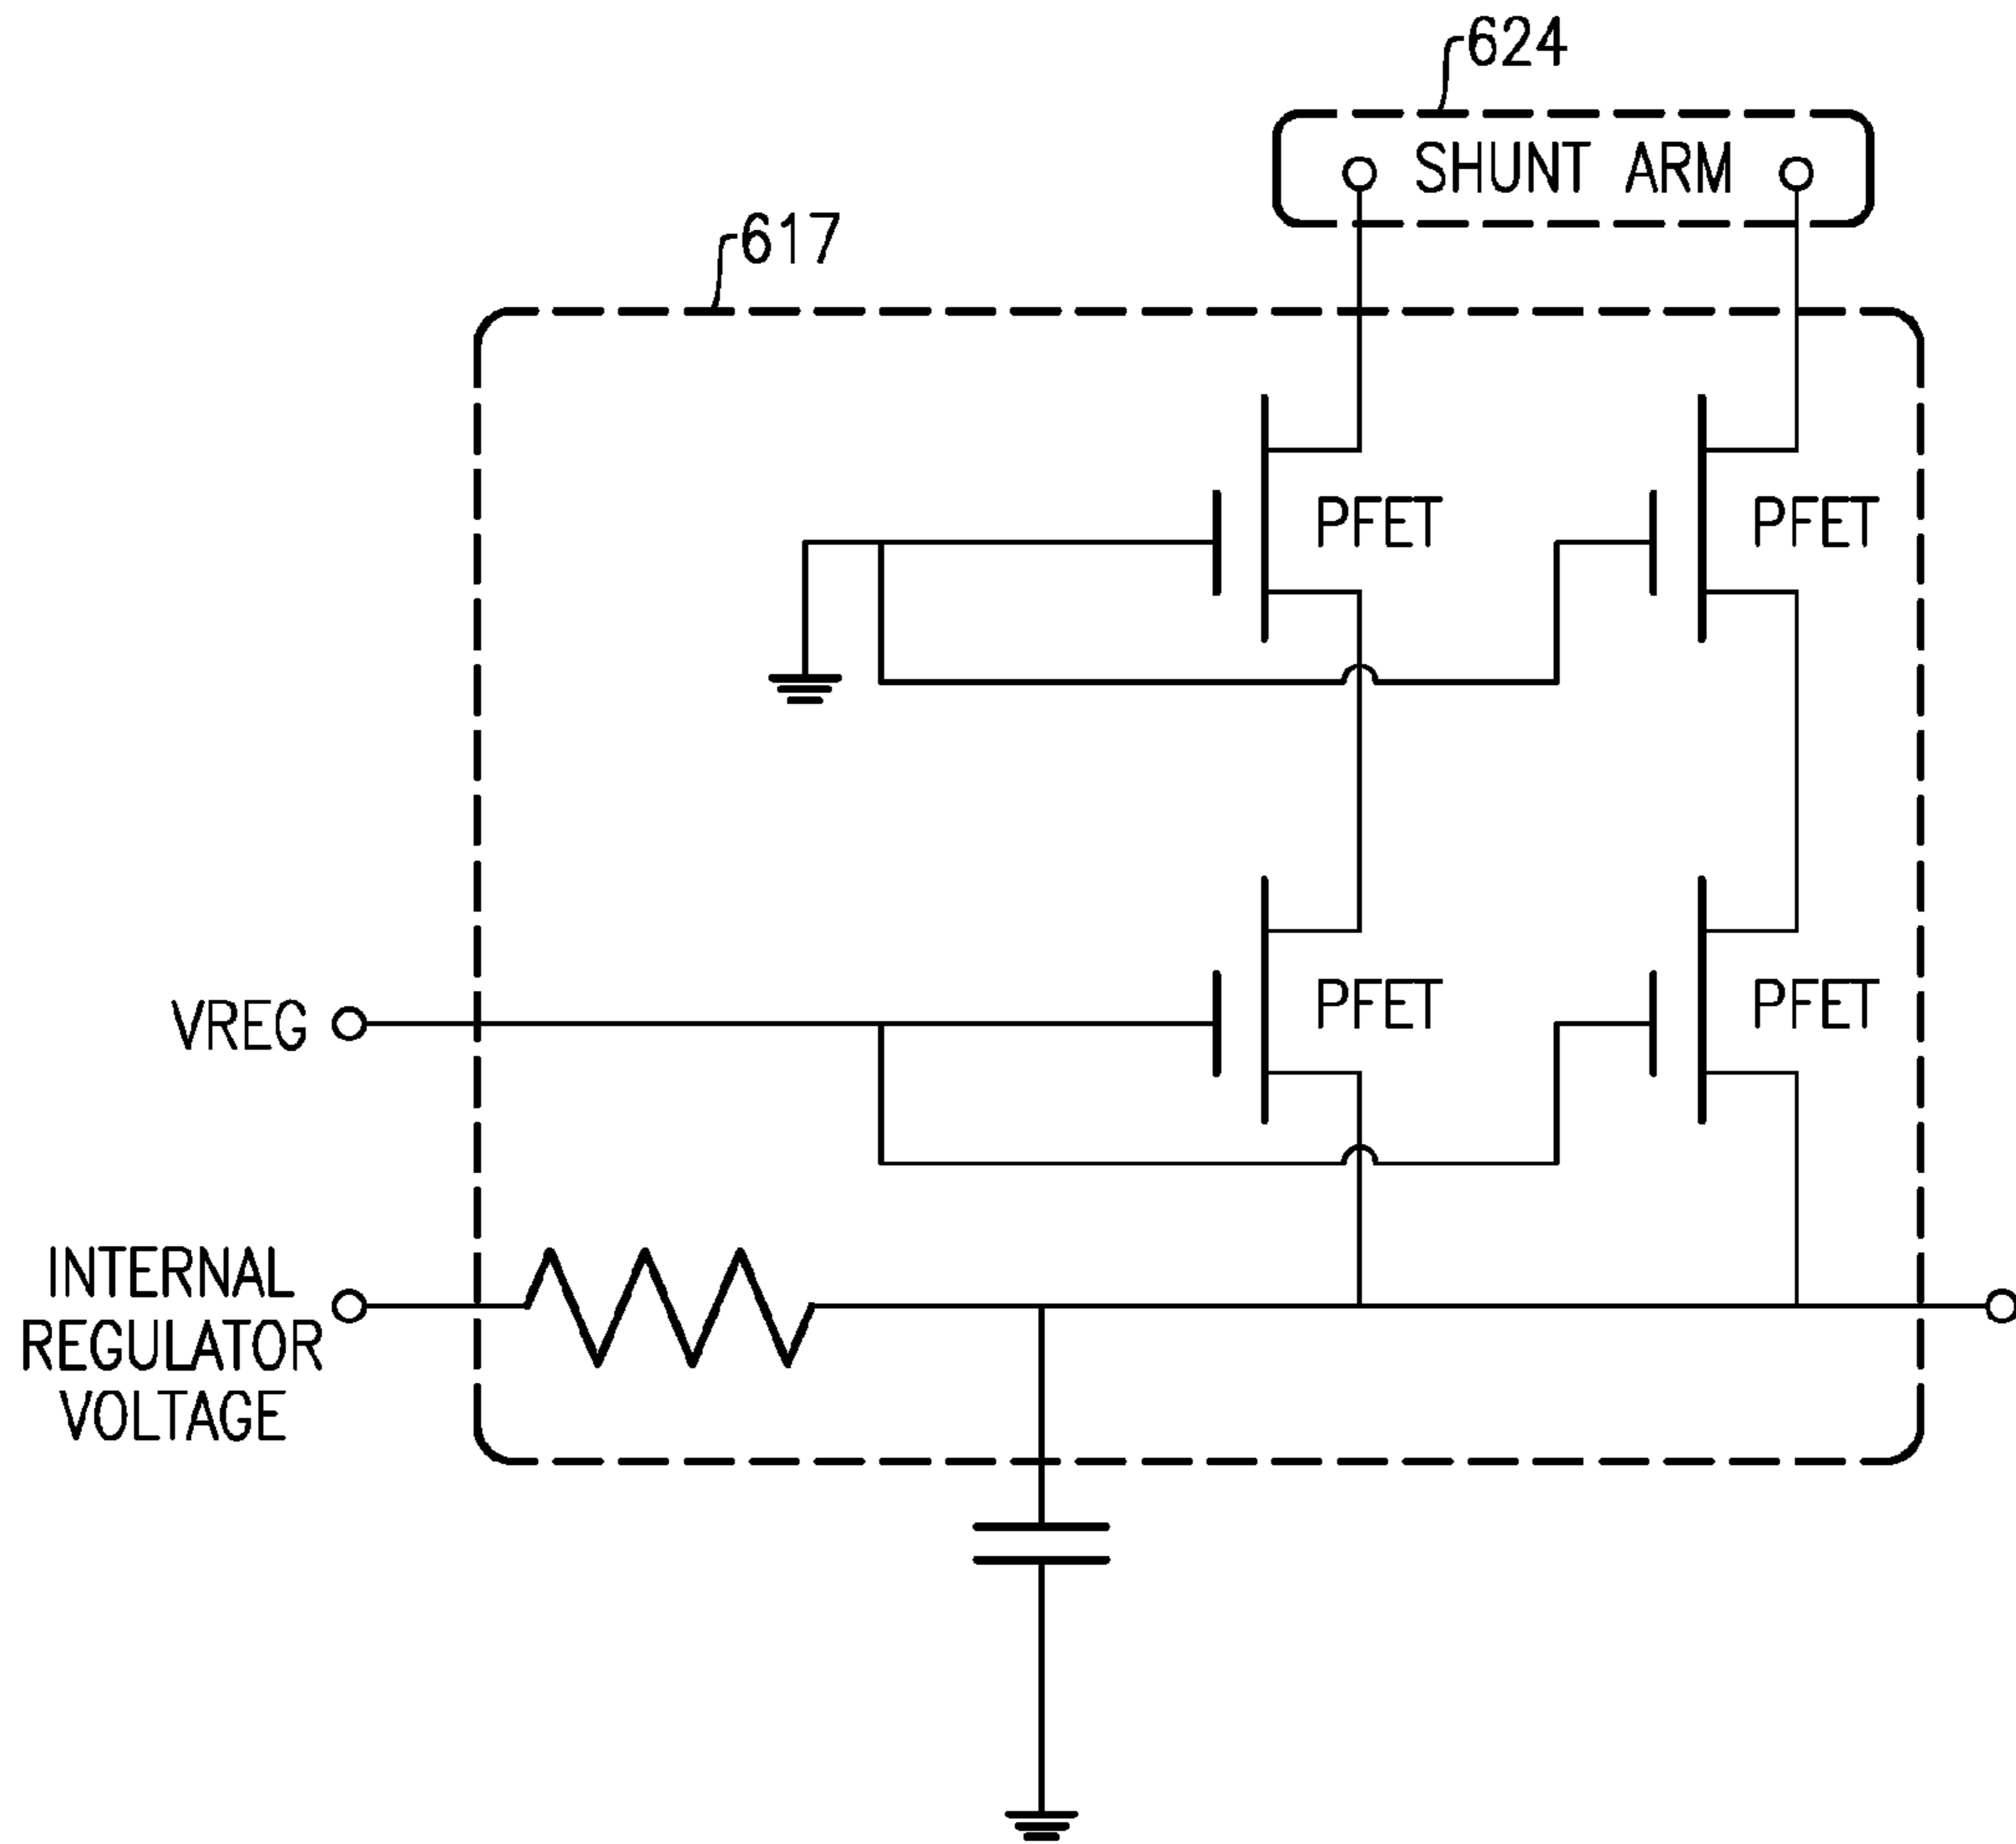 624
SHUNT ARM
617
PFET PFET
VREG
PFET PFET
INTERNAL
REGULATOR
VOLTAGE